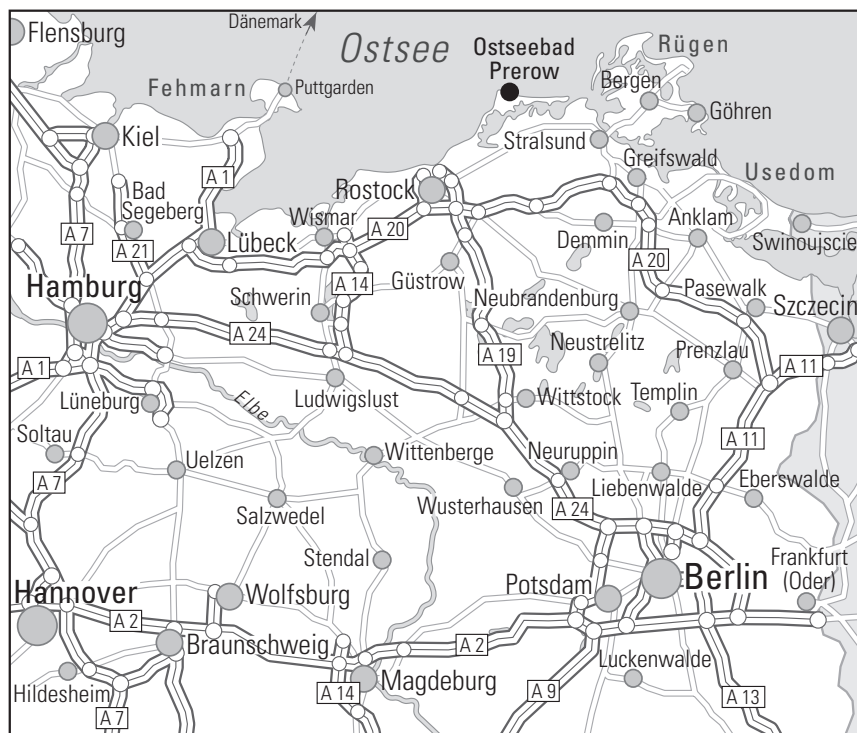 Dänemark
Flensburg
Ostsee
Ostseebad
Prerow
Rügen
Fehmarn
Puttgarden
Bergen
Göhren
Kiel
Stralsund
Greifswald
A 1
Usedom
Bad
Segeberg
Rostock
A 7
Wismar
A 20
Anklam
A 21
Lübeck
Demmin
Swinoujscie
A 20
Hamburg
A 14
Güstrow
Schwerin
Neubrandenburg
Pasewalk
Szczecin
A 24
A 19
Neustrelitz
Prenzlau
A 1
A 11
Elbe
Ludwigslust
Wittstock
Templin
Lüneburg
Soltau
A 11
Uelzen
Wittenberge
Neuruppin
A 7
Liebenwalde
Eberswalde
Salzwedel
Wusterhausen
A 24
Stendal
Frankfurt
(Oder)
Hannover
Wolfsburg
Potsdam
Berlin
A 2
Braunschweig
A 2
Hildesheim
Magdeburg
Luckenwalde
A 14
A 9
A 13
A 7